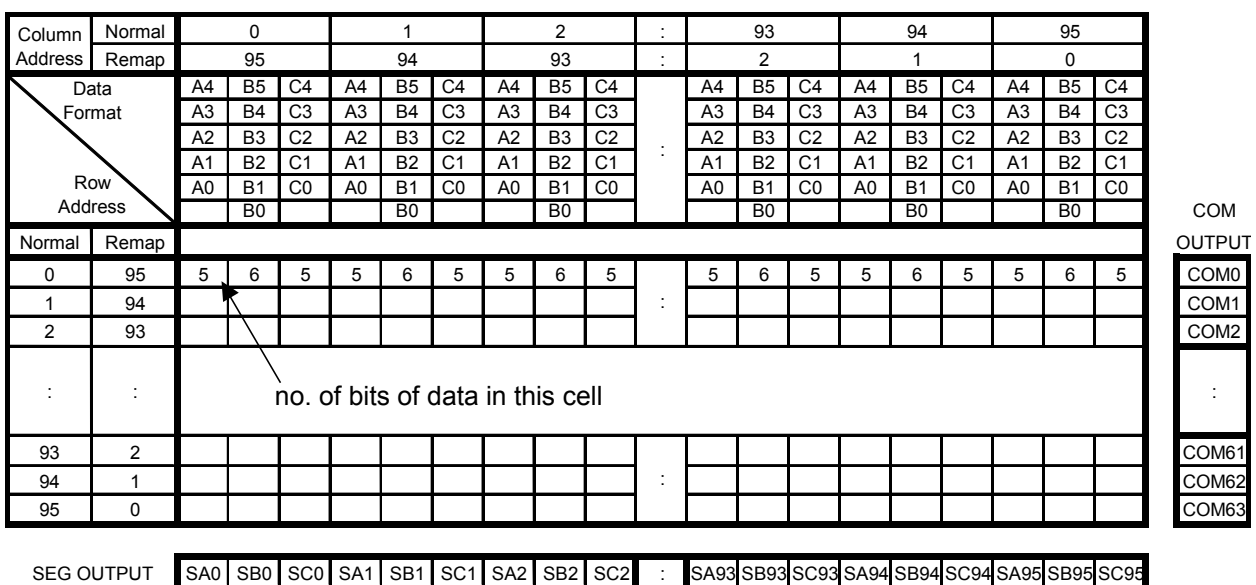 Column Address Normal 0 1 2 : 93 94 95
Remap 95 94 93 : 2 1 0
Data Format A4 B5 C4 A4 B5 C4 A4 B5 C4 A4 B5 C4 A4 B5 C4 A4 B5 C4
A3 B4 C3 A3 B4 C3 A3 B4 C3 A3 B4 C3 A3 B4 C3 A3 B4 C3
A2 B3 C2 A2 B3 C2 A2 B3 C2 : A2 B3 C2 A2 B3 C2 A2 B3 C2
A1 B2 C1 A1 B2 C1 A1 B2 C1 A1 B2 C1 A1 B2 C1 A1 B2 C1
Row Address A0 B1 C0 A0 B1 C0 A0 B1 C0 A0 B1 C0 A0 B1 C0 A0 B1 C0
B0 B0 B0 B0 B0 B0 COM
Normal Remap OUTPUT
0 95 5 6 5 5 6 5 5 6 5 5 6 5 5 6 5 5 6 5 COM0
1 94 : COM1
2 93 COM2
: : no. of bits of data in this cell :
93 2 COM61
94 1 : COM62
95 0 COM63
SEG OUTPUT SA0 SB0 SC0 SA1 SB1 SC1 SA2 SB2 SC2 : SA93 SB93 SC93 SA94 SB94 SC94 SA95 SB95 SC95